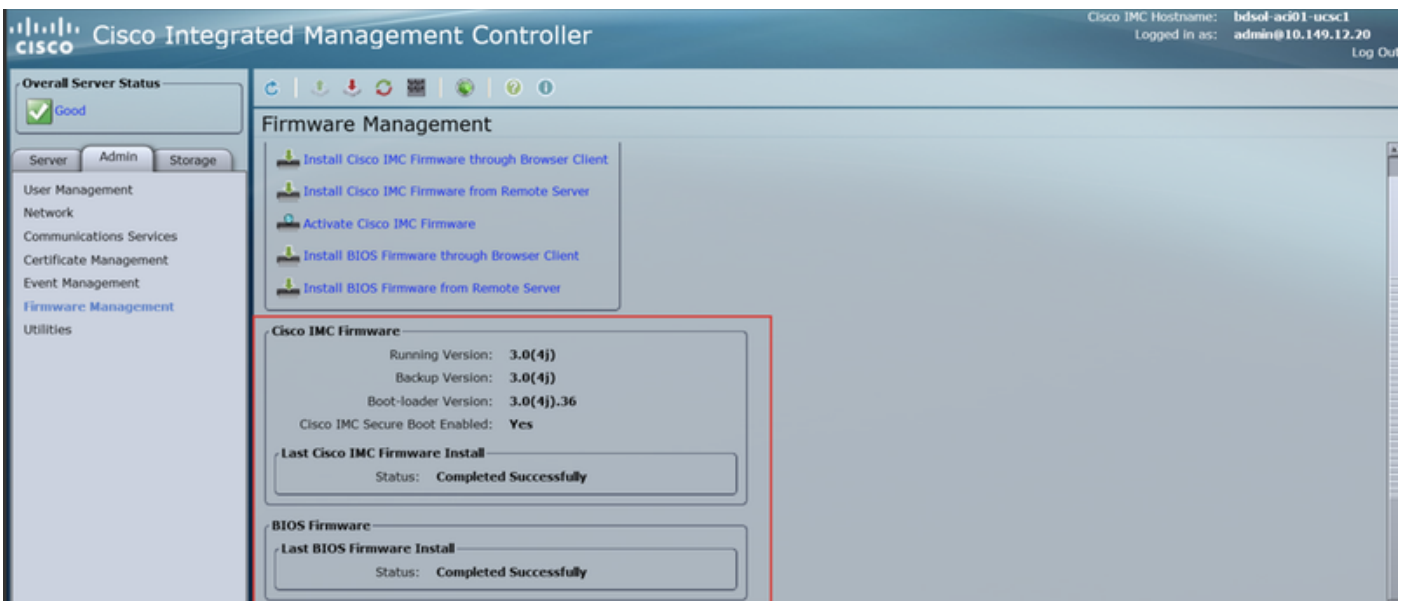 Cisco IMC Hostname: bdsol-aci01-ucsc1
CISCO Cisco Integrated Management Controller
Logged in as: admin@10.149.12.20
Log Out
Overall Server Status
Good
Firmware Management
Server Admin Storage
Install Cisco IMC Firmware through Browser Client
User Management
Install Cisco IMC Firmware from Remote Server
Network
Activate Cisco IMC Firmware
Communications Services
Install BIOS Firmware through Browser Client
Certificate Management
Event Management
Install BIOS Firmware from Remote Server
Firmware Management
Utilities
Cisco IMC Firmware
Running Version: 3.0(4j)
Backup Version: 3.0(4j)
Boot-loader Version: 3.0(4j).36
Cisco IMC Secure Boot Enabled: Yes
Last Cisco IMC Firmware Install
Status: Completed Successfully
BIOS Firmware
Last BIOS Firmware Install
Status: Completed Successfully